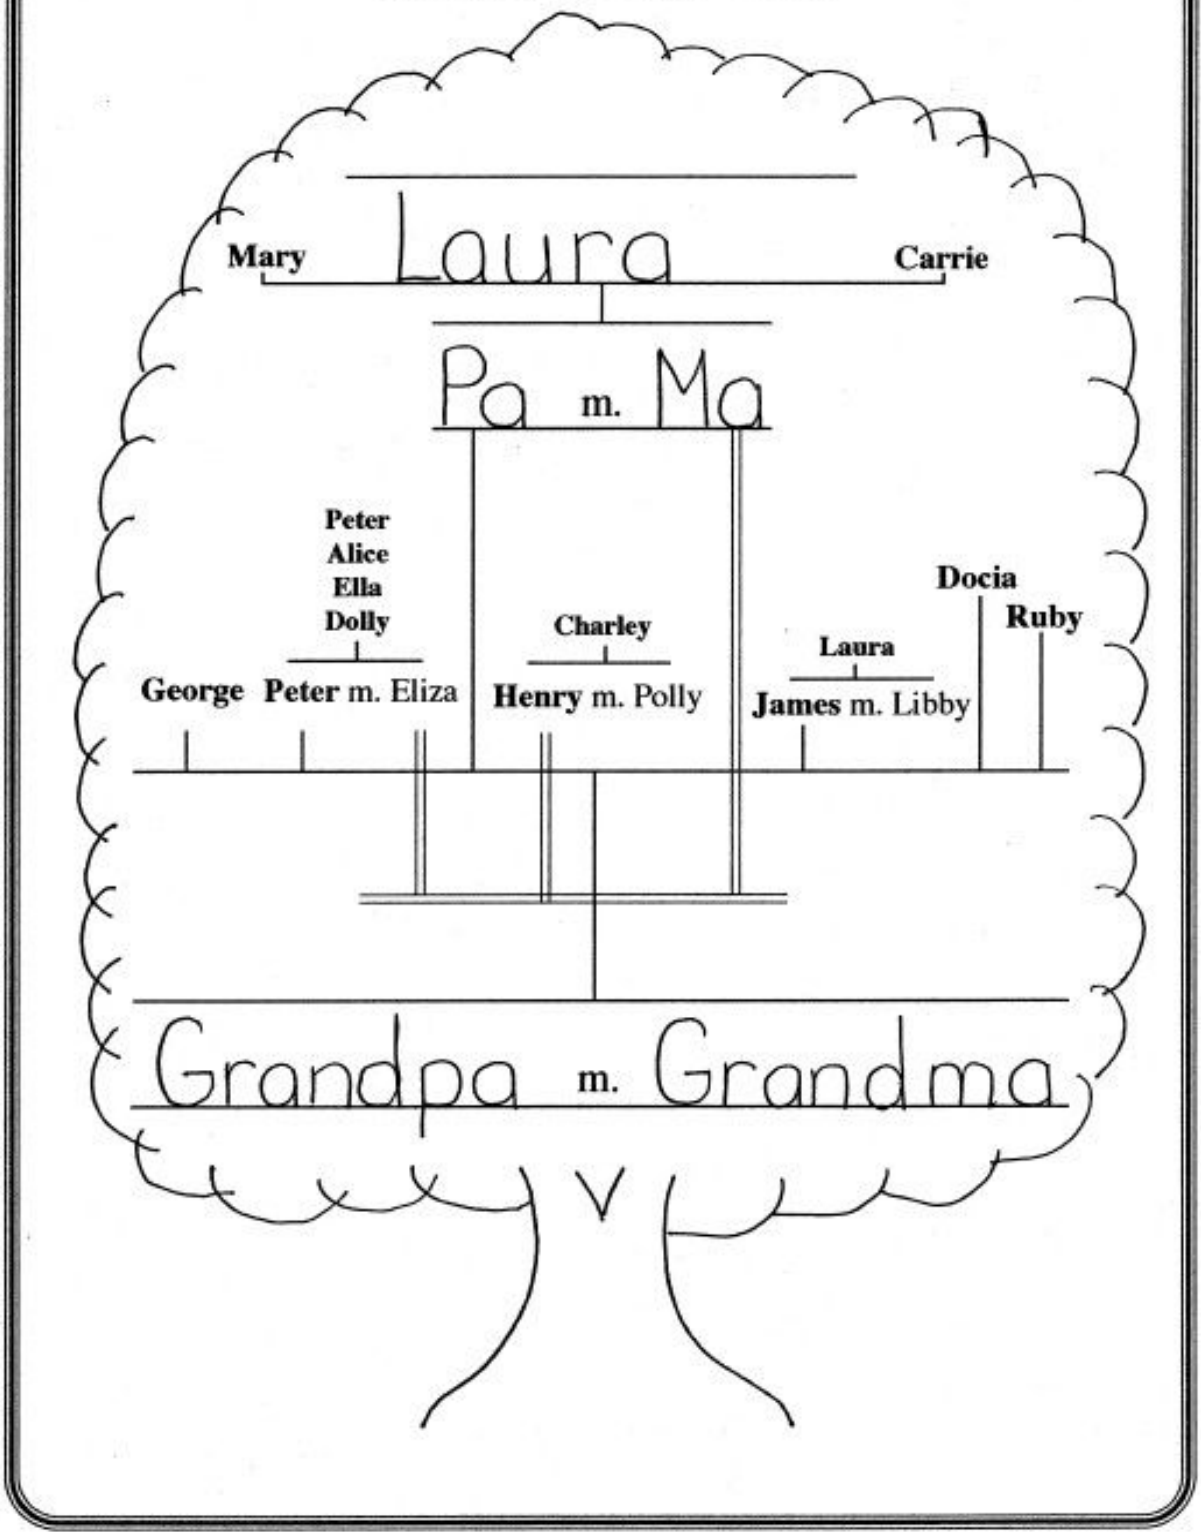 Mary Laura Carrie
Pa m. Ma
Peter
Alice
Ella
Dolly
Charley
Docia
Ruby
Laura
George Peter m. Eliza Henry m. Polly James m. Libby
Grandpa m. Grandma